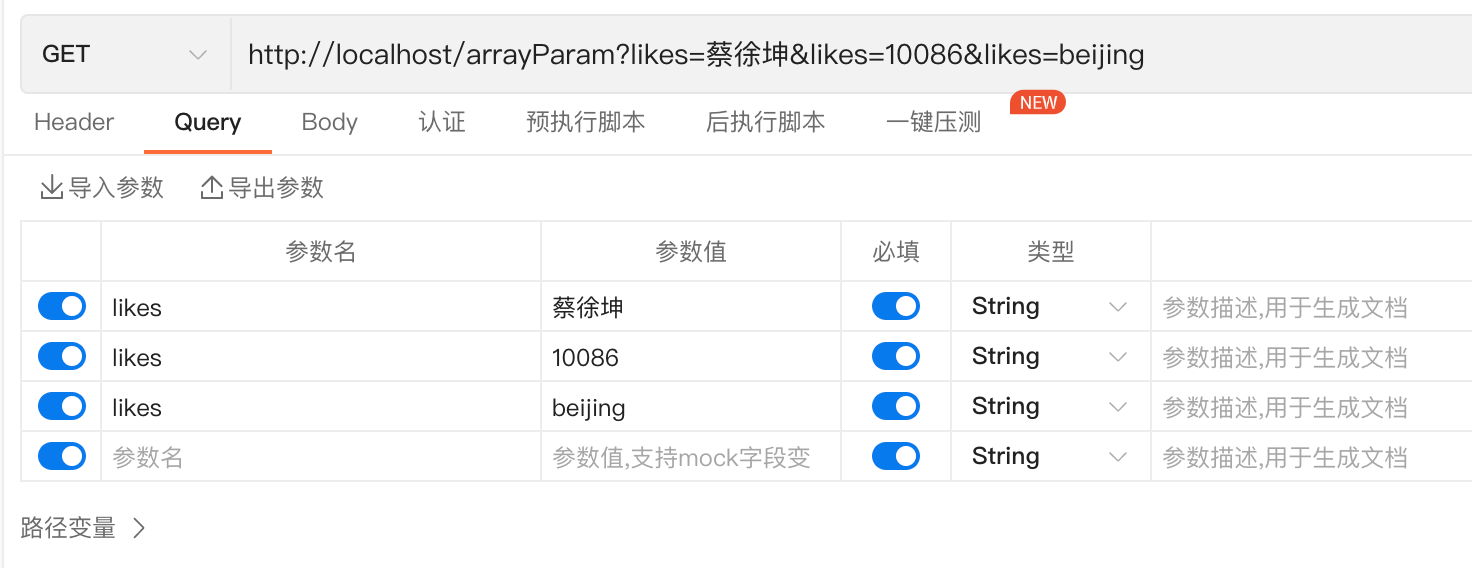 GET http://localhost/arrayParam?likes=蔡徐坤&likes=10086&likes=beijing
Header Query Body 认证 预执行脚本 后执行脚本 一键压测 NEW
导入参数 导出参数
参数名 参数值 必填 类型
likes 蔡徐坤 String 参数描述,用于生成文档
likes 10086 String 参数描述,用于生成文档
likes beijing String 参数描述,用于生成文档
参数名 参数值,支持mock字段变 String 参数描述,用于生成文档
路径变量